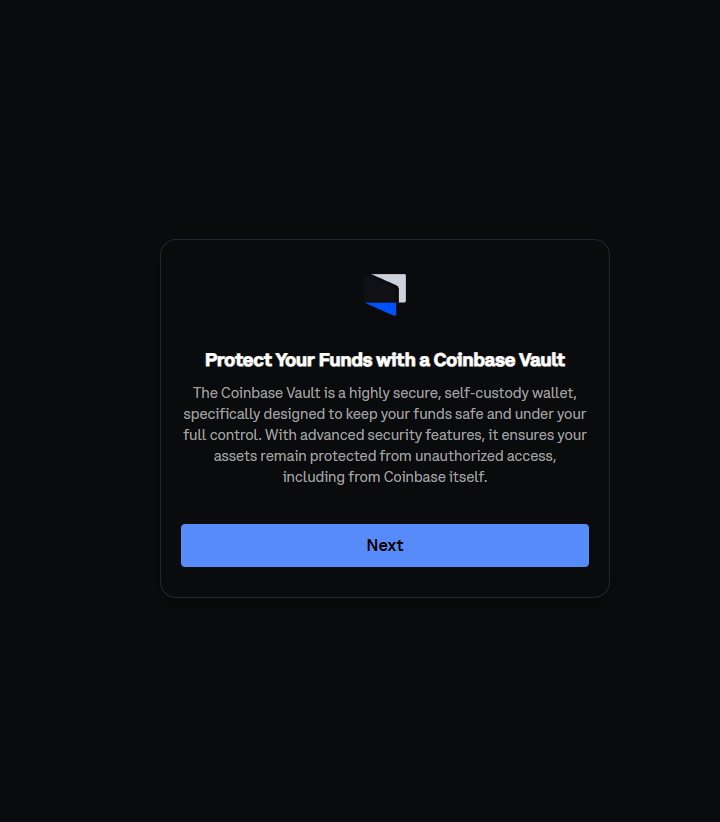 Protect Your Funds with a Coinbase Vault
The Coinbase Vault is a highly secure, self-custody wallet,
specifically designed to keep your funds safe and under your
full control. With advanced security features, it ensures your
assets remain protected from unauthorized access,
including from Coinbase itself.
Next